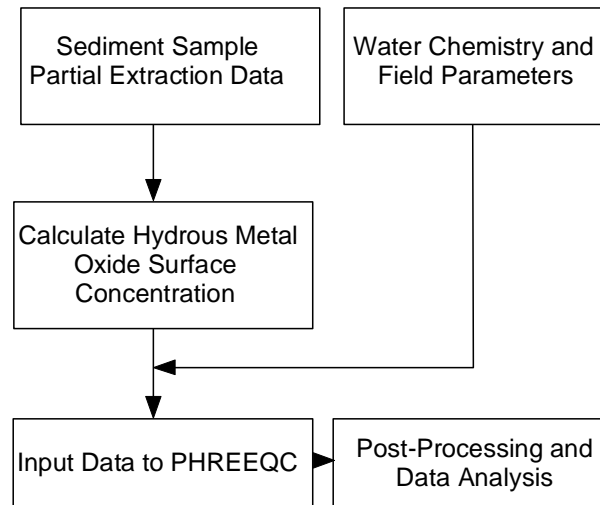 Sediment Sample
Partial Extraction Data
Water Chemistry and
Field Parameters
Calculate Hydrous Metal
Oxide Surface
Concentration
Input Data to PHREEQC
Post-Processing and
Data Analysis